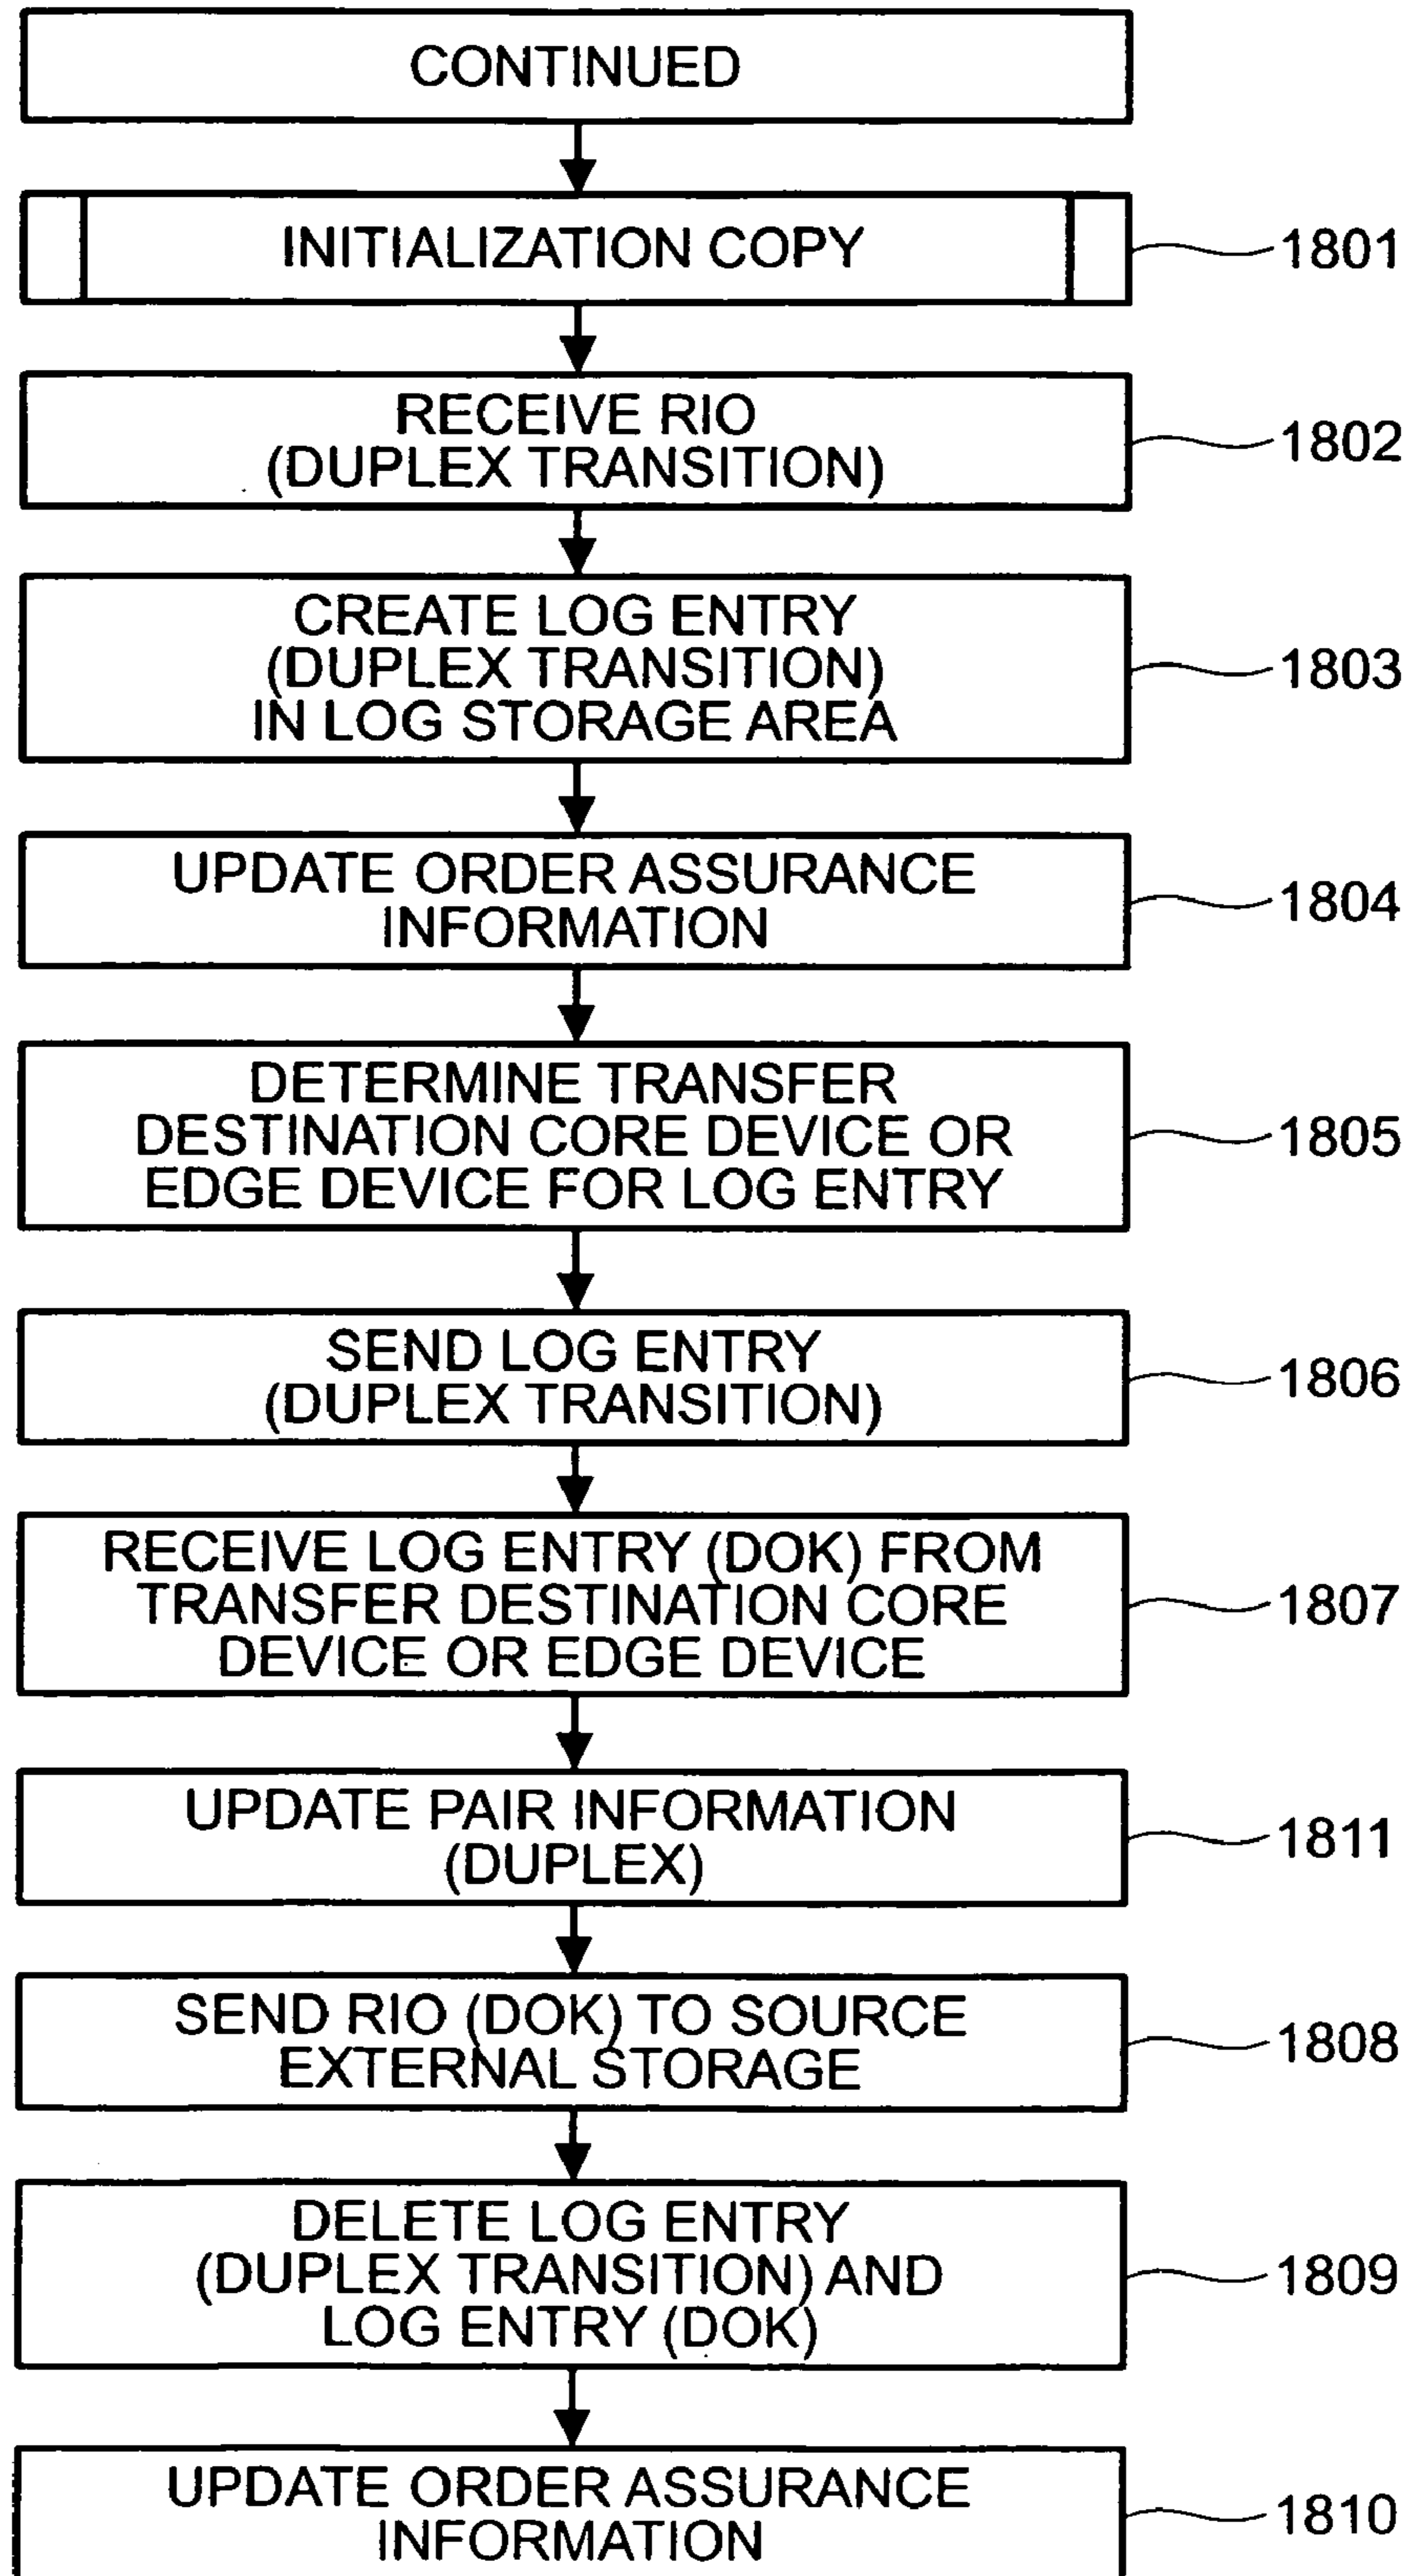 CONTINUED
INITIALIZATION COPY
1801
RECEIVE RIO
(DUPLEX TRANSITION)
1802
CREATE LOG ENTRY
(DUPLEX TRANSITION)
IN LOG STORAGE AREA
1803
UPDATE ORDER ASSURANCE
INFORMATION
1804
DETERMINE TRANSFER
DESTINATION CORE DEVICE OR
EDGE DEVICE FOR LOG ENTRY
1805
SEND LOG ENTRY
(DUPLEX TRANSITION)
1806
RECEIVE LOG ENTRY (DOK) FROM
TRANSFER DESTINATION CORE
DEVICE OR EDGE DEVICE
1807
UPDATE PAIR INFORMATION
(DUPLEX)
1811
SEND RIO (DOK) TO SOURCE
EXTERNAL STORAGE
1808
DELETE LOG ENTRY
(DUPLEX TRANSITION) AND
LOG ENTRY (DOK)
1809
UPDATE ORDER ASSURANCE
INFORMATION
1810